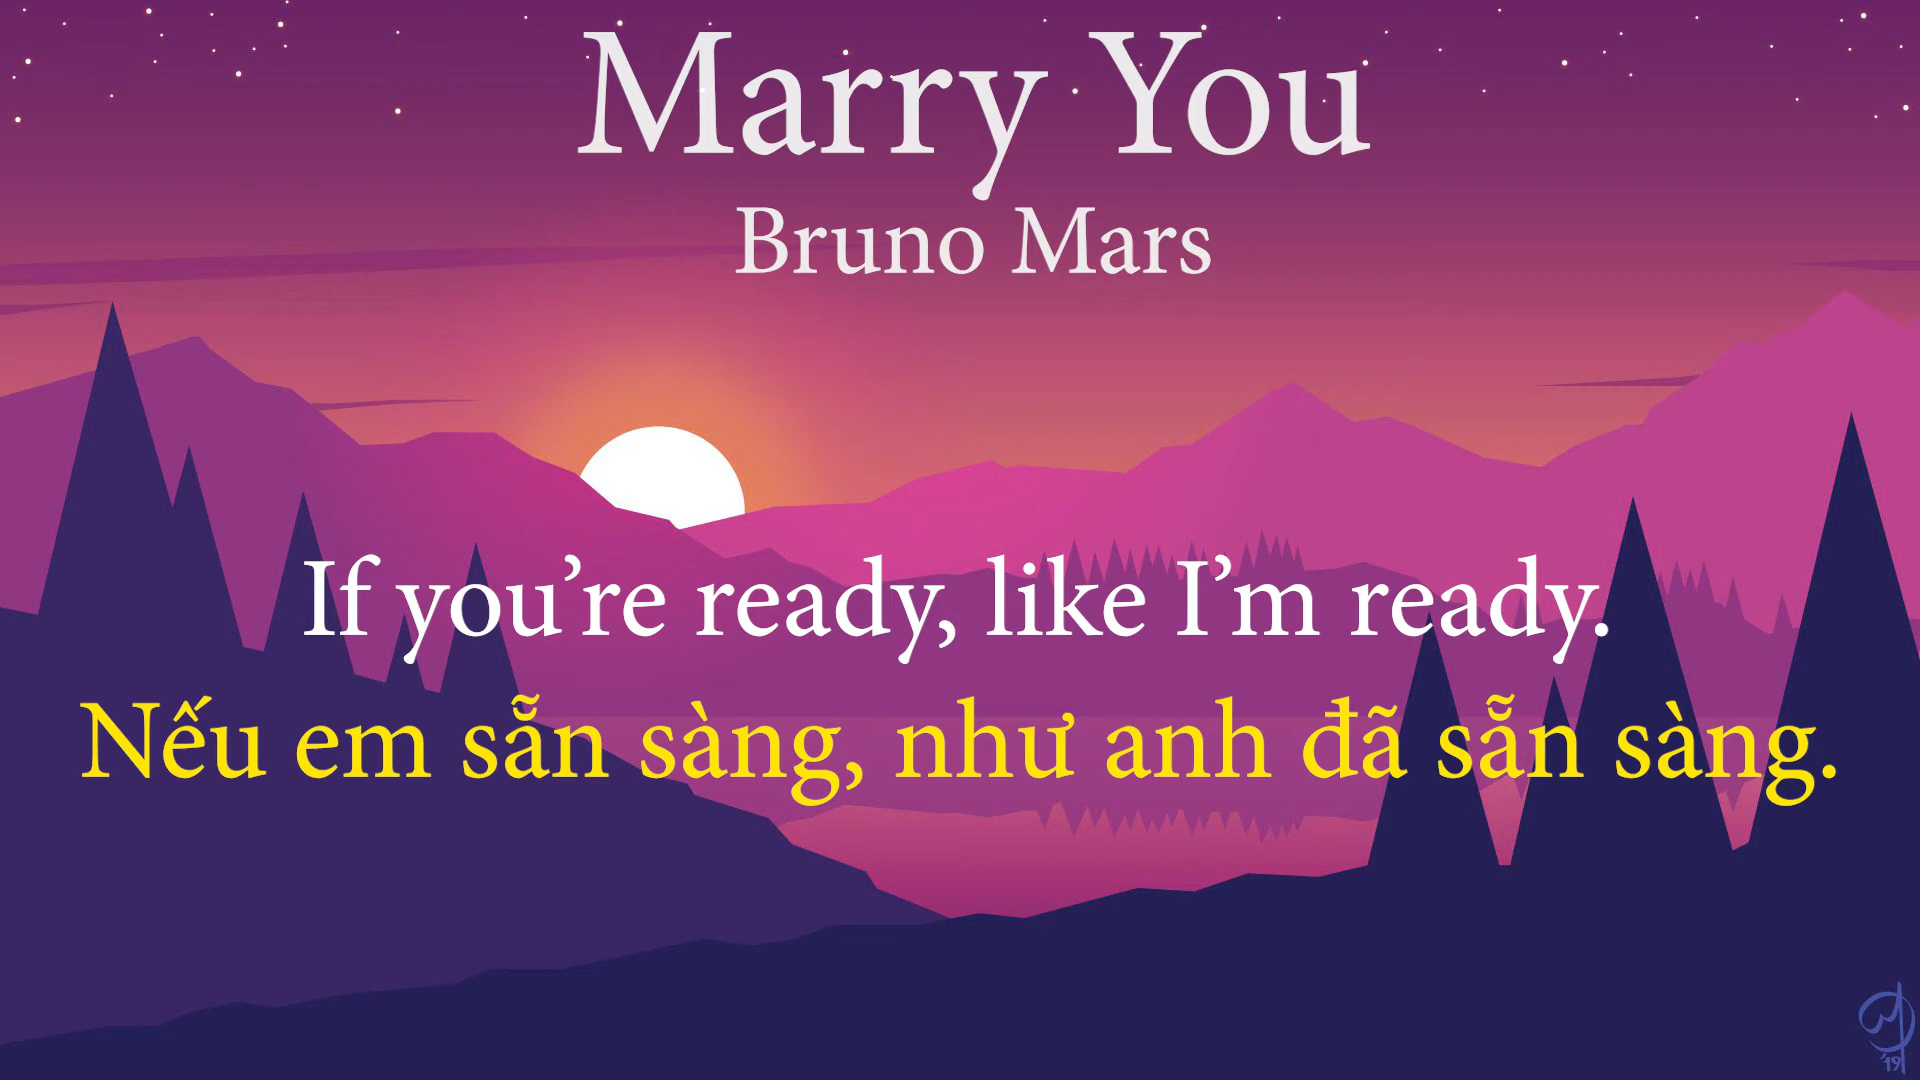 Marry You
Bruno Mars
If you’re ready, like I’m ready.
Nếu em sẵn sàng, như anh đã sẵn sàng.
'19